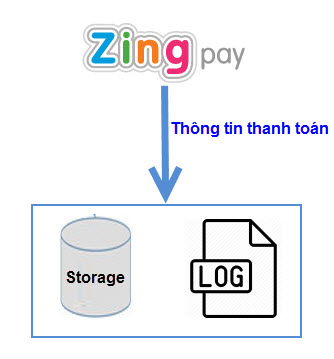 Zing pay
Thông tin thanh toán
Storage
LOG